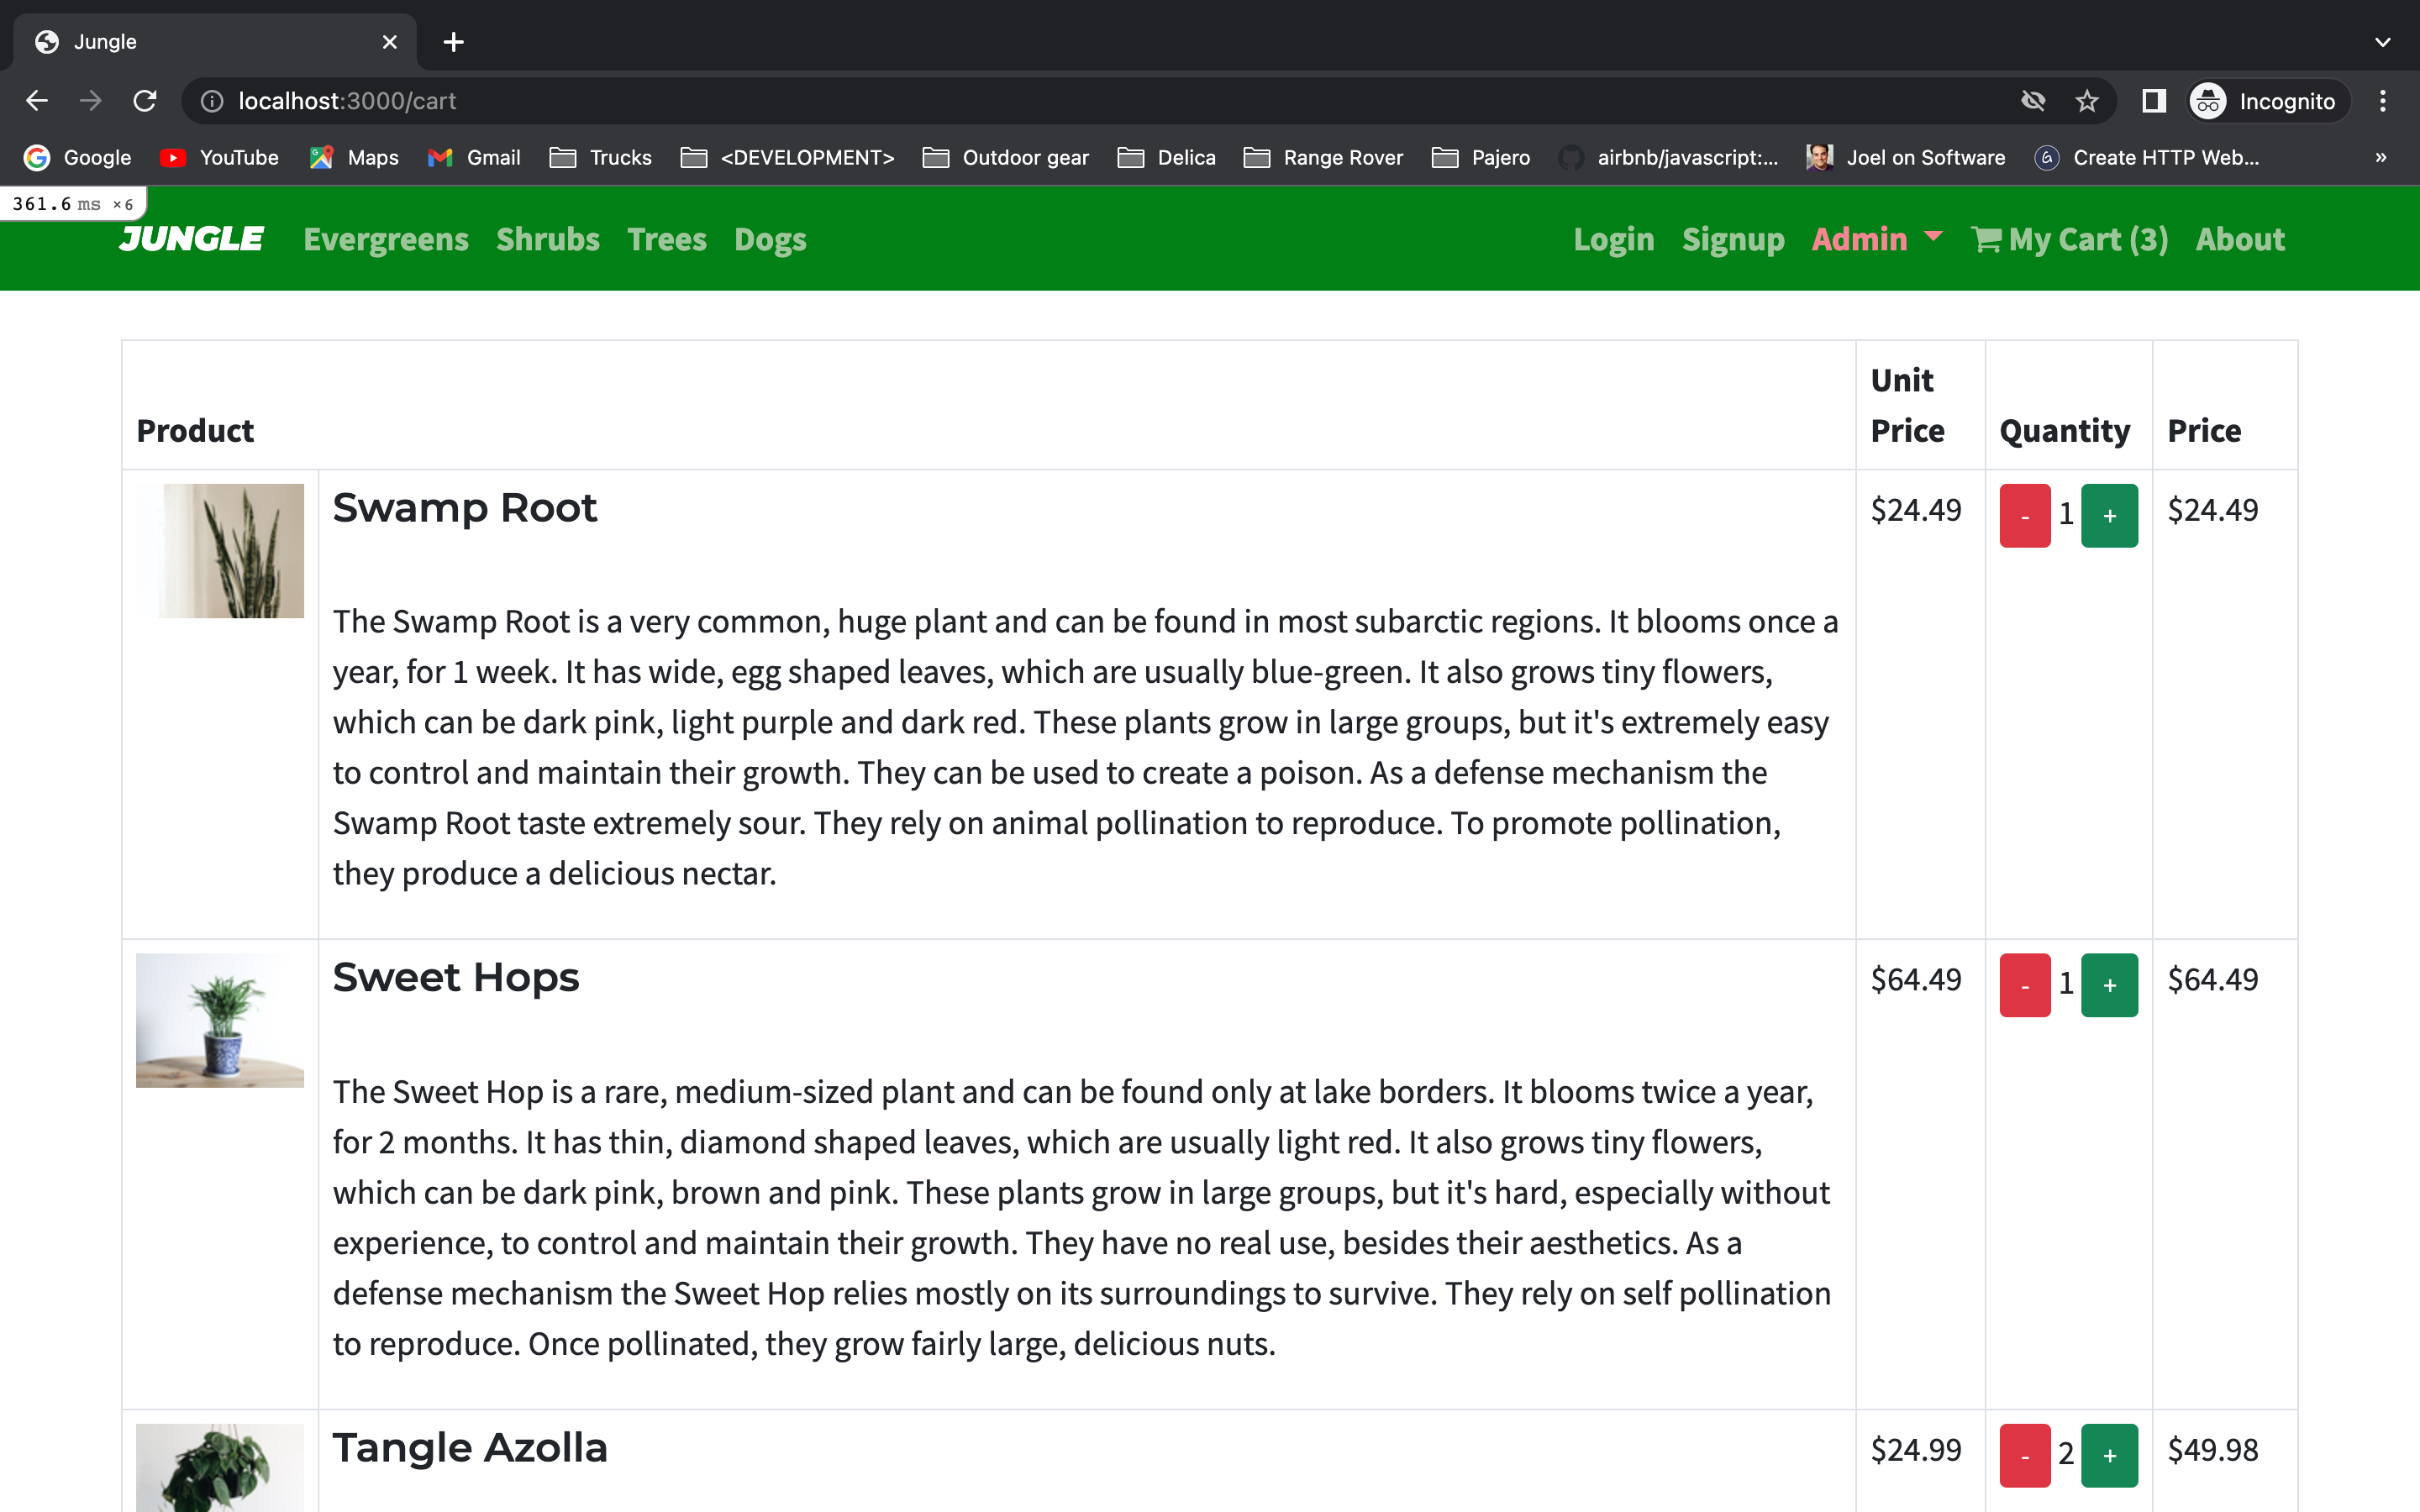 Jungle
localhost:3000/cart
Incognito
Google YouTube Maps Gmail Trucks <DEVELOPMENT> Outdoor gear Delica Range Rover Pajero airbnb/javascript:... Joel on Software Create HTTP Web... »
361.6 ms ×6
JUNGLE Evergreens Shrubs Trees Dogs Login Signup Admin My Cart (3) About
Product Unit Price Quantity Price
Swamp Root $24.49 - 1 + $24.49
The Swamp Root is a very common, huge plant and can be found in most subarctic regions. It blooms once a
year, for 1 week. It has wide, egg shaped leaves, which are usually blue-green. It also grows tiny flowers,
which can be dark pink, light purple and dark red. These plants grow in large groups, but it's extremely easy
to control and maintain their growth. They can be used to create a poison. As a defense mechanism the
Swamp Root taste extremely sour. They rely on animal pollination to reproduce. To promote pollination,
they produce a delicious nectar.
Sweet Hops $64.49 - 1 + $64.49
The Sweet Hop is a rare, medium-sized plant and can be found only at lake borders. It blooms twice a year,
for 2 months. It has thin, diamond shaped leaves, which are usually light red. It also grows tiny flowers,
which can be dark pink, brown and pink. These plants grow in large groups, but it's hard, especially without
experience, to control and maintain their growth. They have no real use, besides their aesthetics. As a
defense mechanism the Sweet Hop relies mostly on its surroundings to survive. They rely on self pollination
to reproduce. Once pollinated, they grow fairly large, delicious nuts.
Tangle Azolla $24.99 - 2 + $49.98